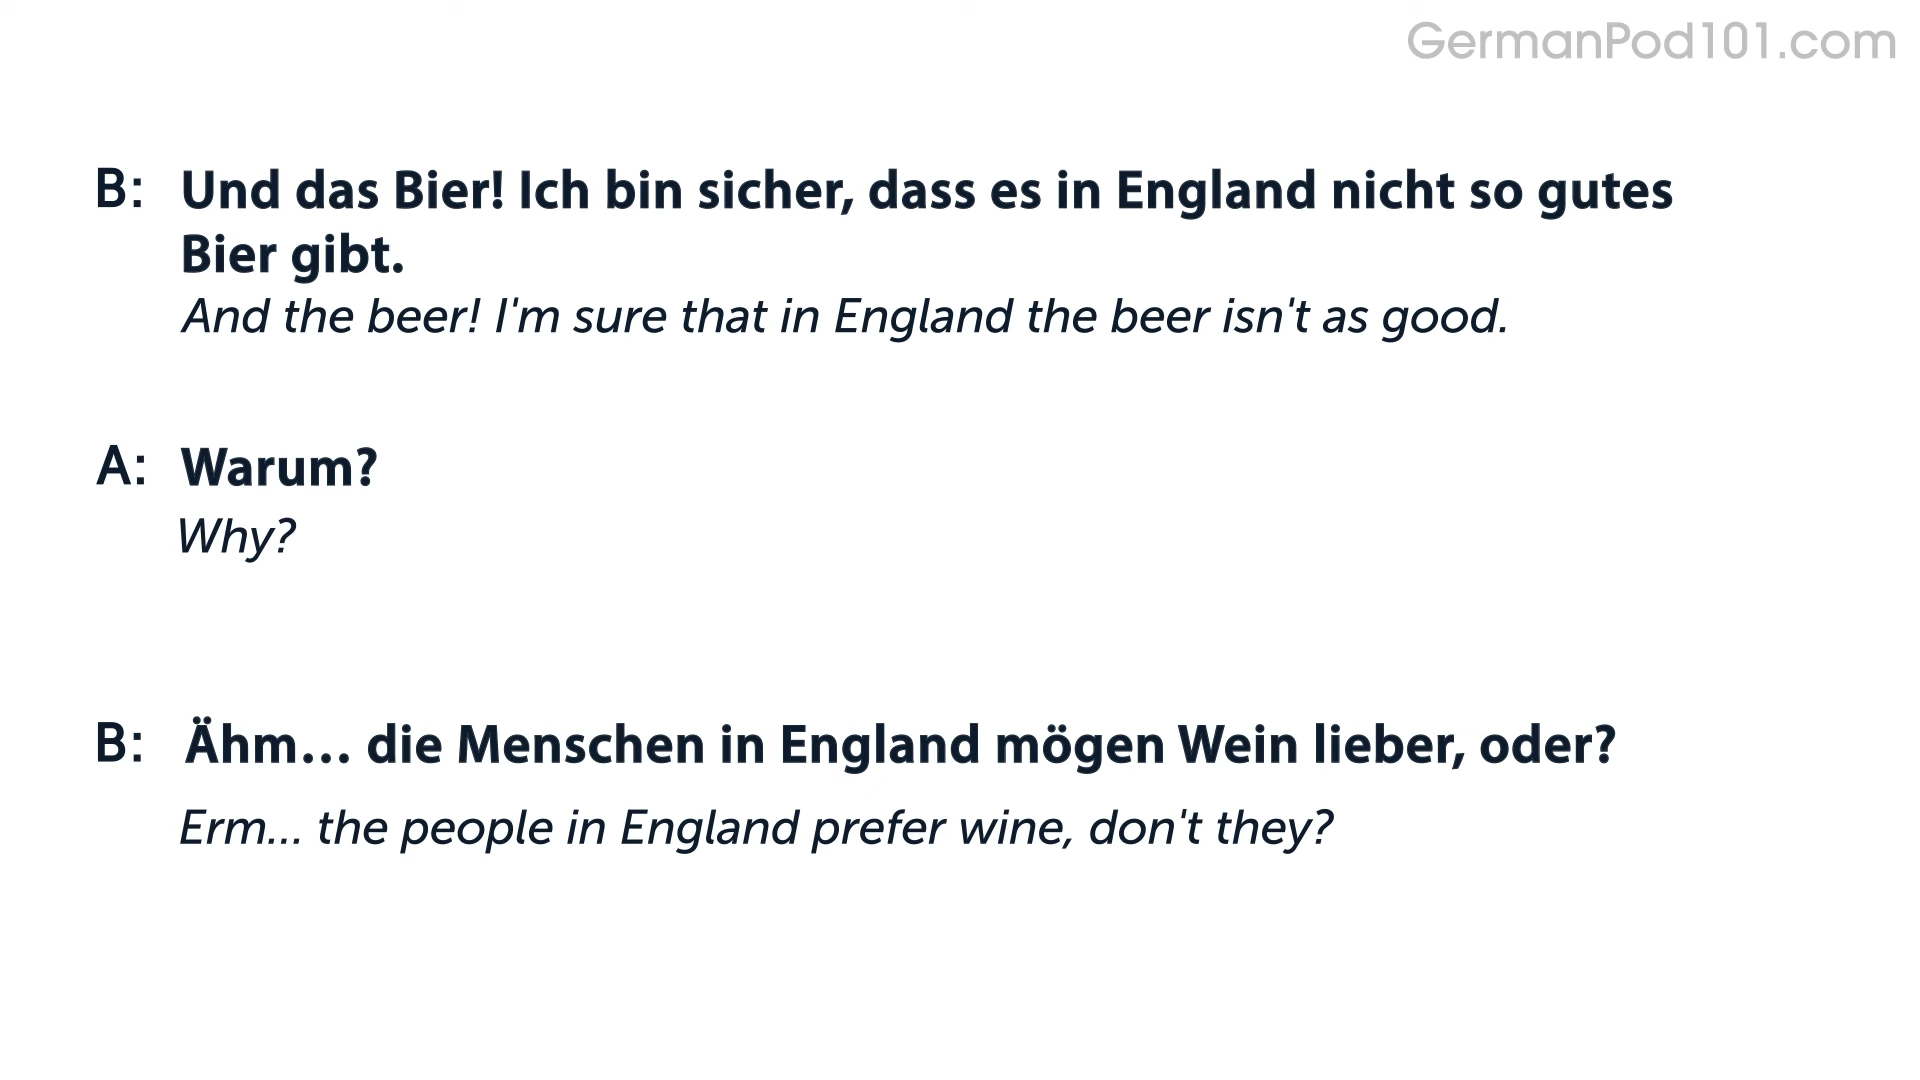 GermanPod101.com
B: Und das Bier! Ich bin sicher, dass es in England nicht so gutes
Bier gibt.
And the beer! I'm sure that in England the beer isn't as good.
A: Warum?
Why?
B: Ähm… die Menschen in England mögen Wein lieber, oder?
Erm... the people in England prefer wine, don't they?